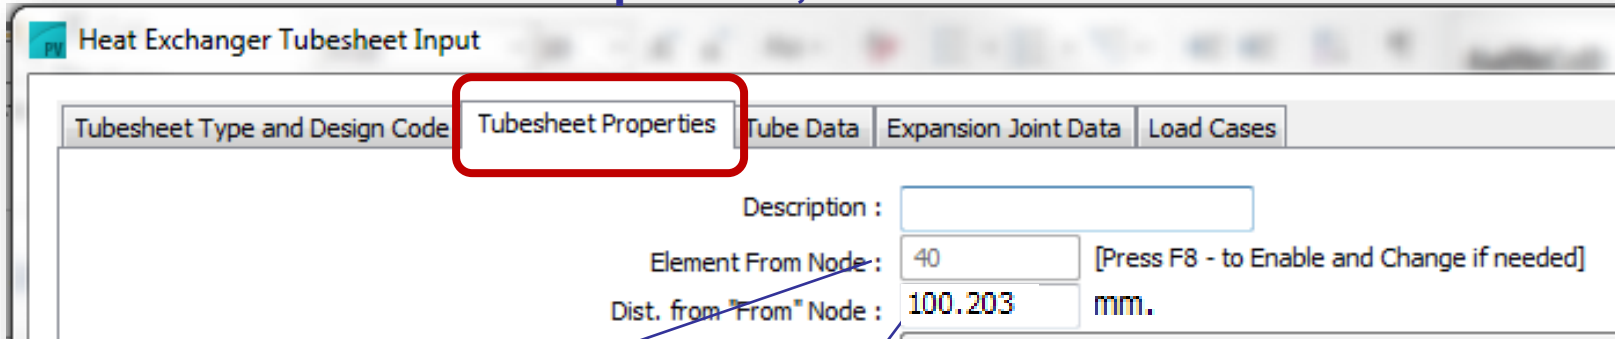 PV Heat Exchanger Tubesheet Input
Tubesheet Type and Design Code Tubesheet Properties Tube Data Expansion Joint Data Load Cases
Description :
Element From Node : 40 [Press F8 - to Enable and Change if needed]
Dist. from "From" Node : 100.203 mm.